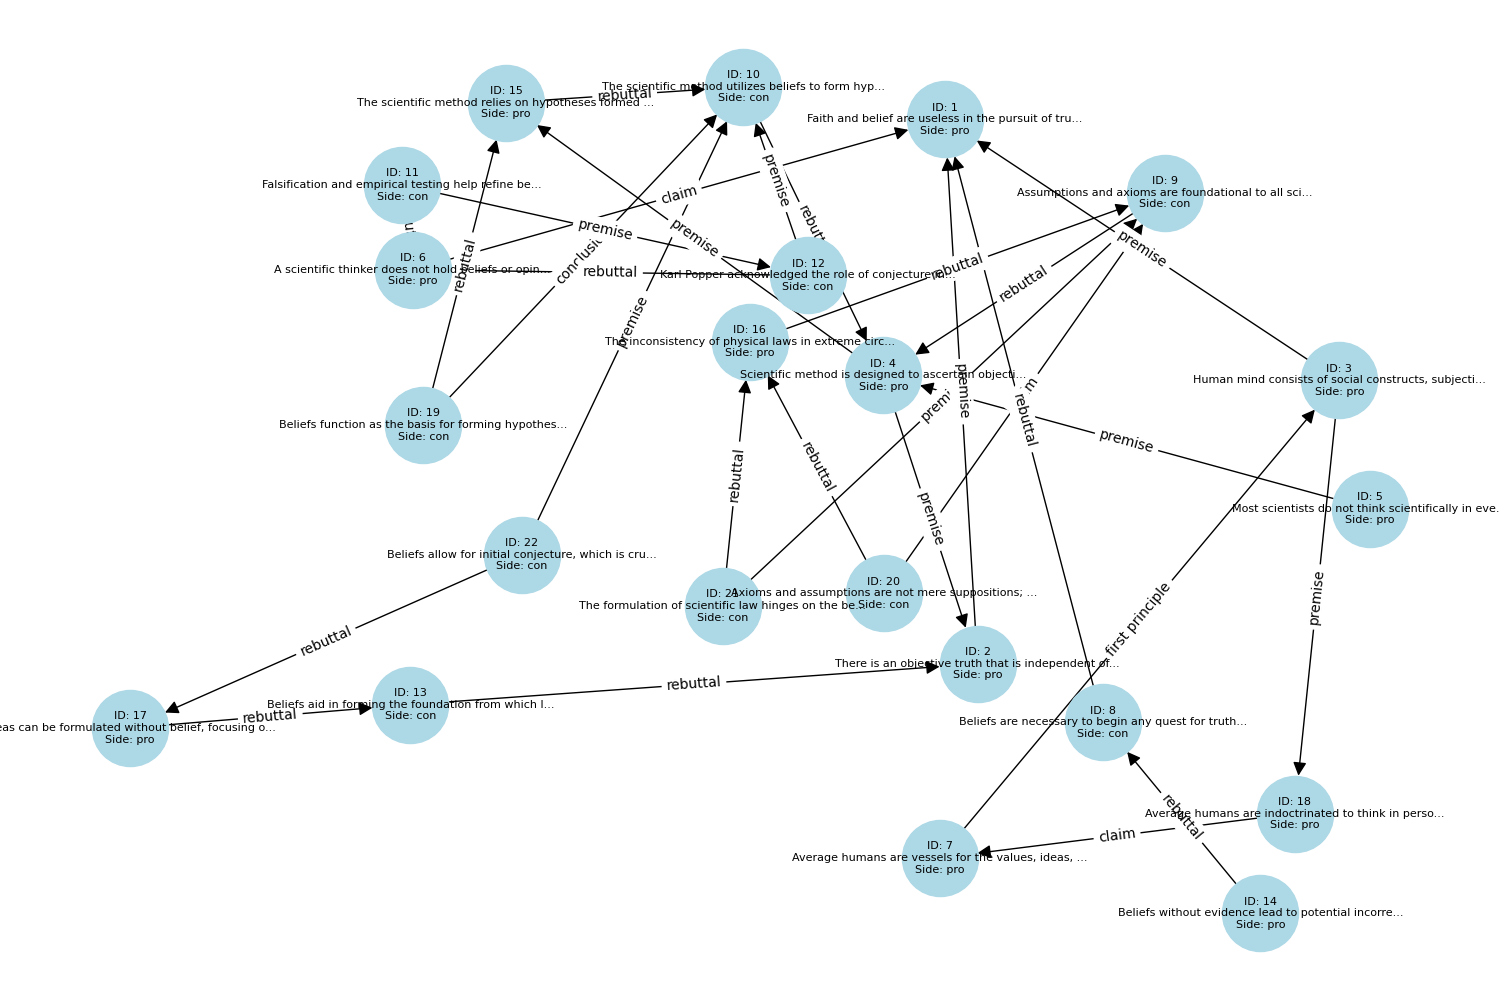 ID: 10
The scientific method utilizes beliefs to form hyp...
Side: con
ID: 15
The scientific method relies on hypotheses formed ...
Side: pro
rebuttal
ID: 1
Faith and belief are useless in the pursuit of tru...
Side: pro
ID: 11
Falsification and empirical testing help refine be...
Side: con
premise
claim
ID: 9
Assumptions and axioms are foundational to all sci...
Side: con
premise
premise
premise
rebuttal
ID: 6
A scientific thinker does not hold beliefs or opin...
Side: pro
rebuttal
rebuttal
ID: 12
Karl Popper acknowledged the role of conjecture in...
Side: con
rebuttal
rebuttal
premise
ID: 16
The inconsistency of physical laws in extreme circ...
Side: pro
ID: 4
Scientific method is designed to ascertain objecti...
Side: pro
ID: 3
Human mind consists of social constructs, subjecti...
Side: pro
premise
rebuttal
ID: 19
Beliefs function as the basis for forming hypothes...
Side: con
premise
rebuttal
rebuttal
ID: 5
Most scientists do not think scientifically in eve...
Side: pro
premise
ID: 22
Beliefs allow for initial conjecture, which is cru...
Side: con
ID: 21
The formulation of scientific law hinges on the be...
Side: con
ID: 20
Axioms and assumptions are not mere suppositions; ...
Side: con
premise
first principle
rebuttal
ID: 2
There is an objective truth that is independent of...
Side: pro
rebuttal
ID: 13
Beliefs aid in forming the foundation from which I...
Side: con
rebuttal
ID: 17
can be formulated without belief, focusing o...
Side: pro
ID: 8
Beliefs are necessary to begin any quest for truth...
Side: con
rebuttal
ID: 18
Average humans are indoctrinated to think in perso...
Side: pro
claim
ID: 7
Average humans are vessels for the values, ideas, ...
Side: pro
ID: 14
Beliefs without evidence lead to potential incorre...
Side: pro